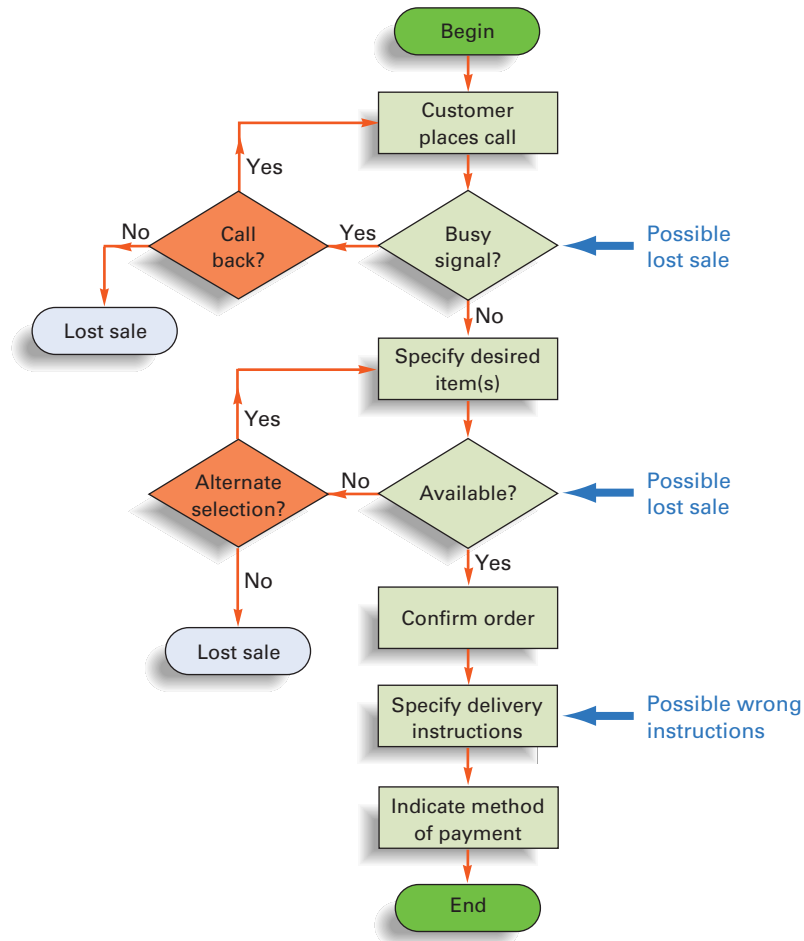 Begin
Customer
places call
Yes
No
Call
back?
Yes
Busy
signal?
Possible
lost sale
Lost sale
No
Specify desired
item(s)
Yes
Alternate
selection?
No
Available?
Possible
lost sale
No
Yes
Lost sale
Confirm order
Specify delivery
instructions
Possible wrong
instructions
Indicate method
of payment
End